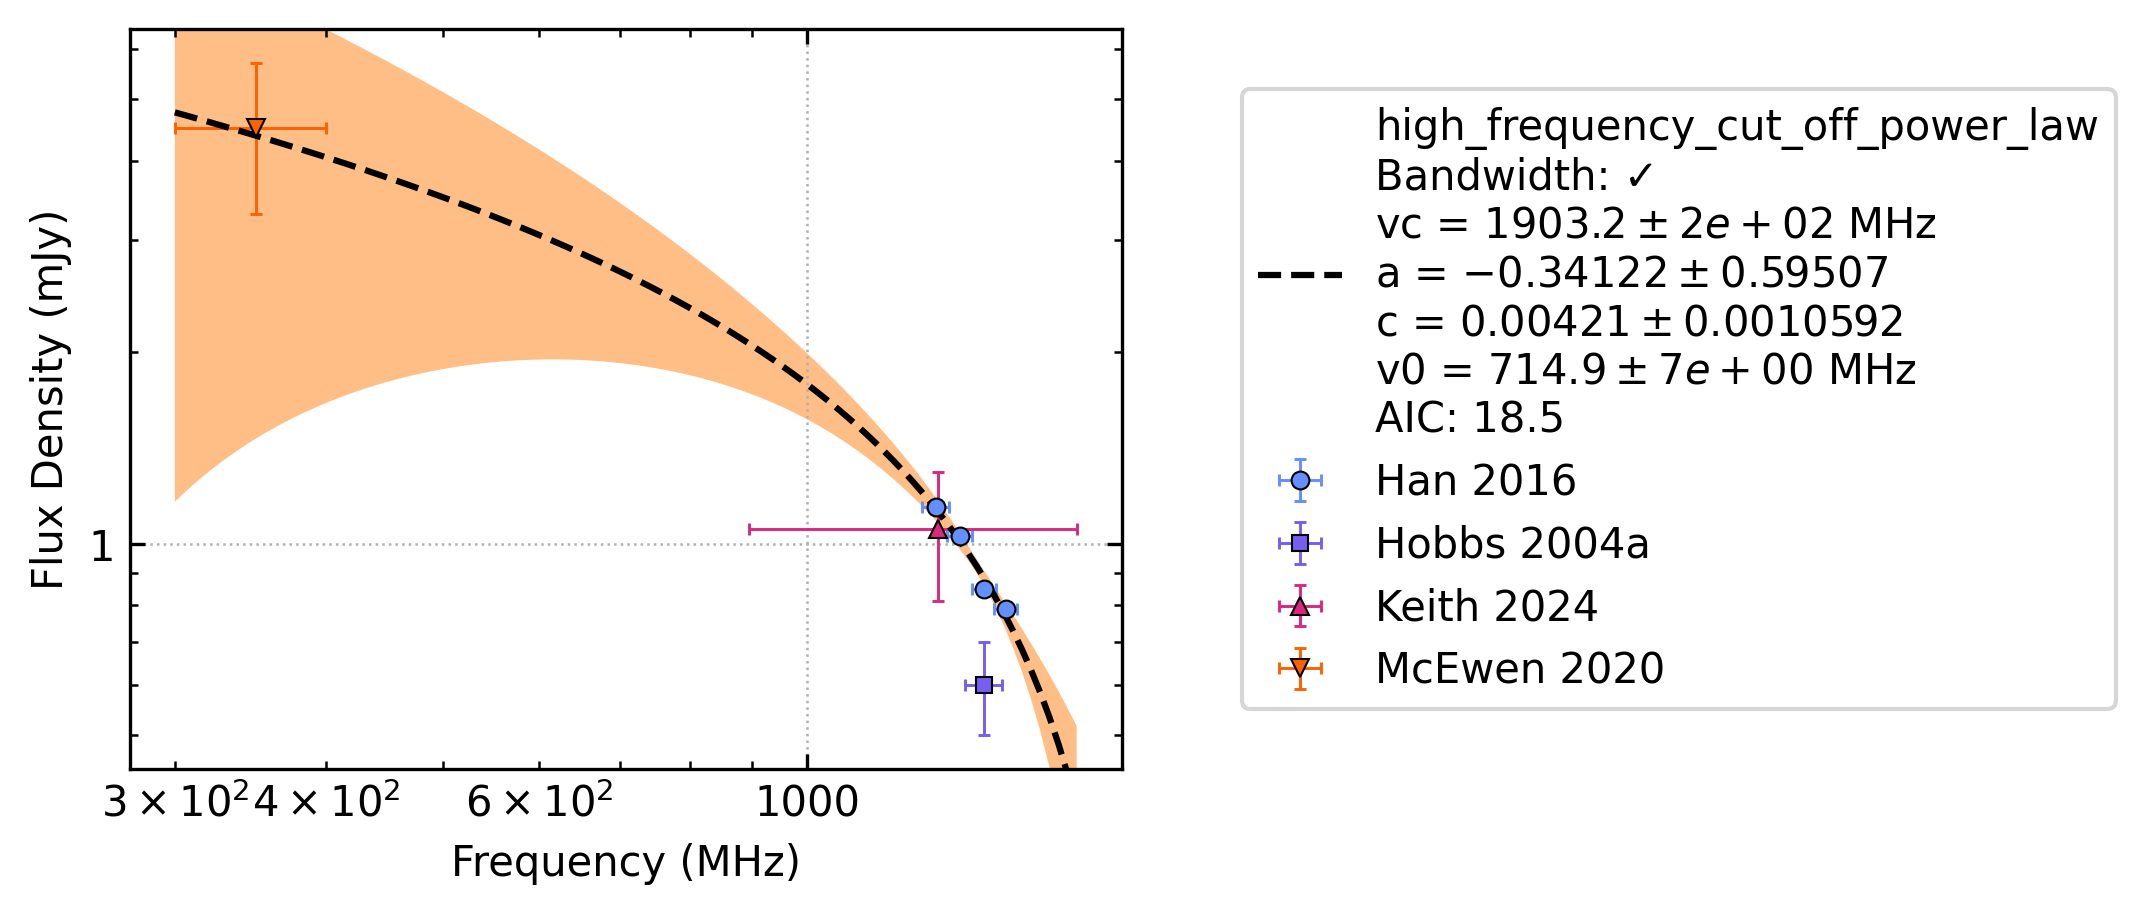 Flux Density (mJy)
1
3 × 10² 4 × 10² 6 × 10² 1000
Frequency (MHz)
high_frequency_cut_off_power_law
Bandwidth: ✓
vc = 1903.2 ± 2e + 02 MHz
a = −0.34122 ± 0.59507
c = 0.00421 ± 0.0010592
v0 = 714.9 ± 7e + 00 MHz
AIC: 18.5
Han 2016
Hobbs 2004a
Keith 2024
McEwen 2020